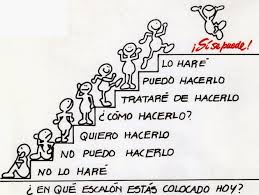 ¡Sí se puede!
LO HARÉ
PUEDO HACERLO
TRATARÉ DE HACERLO
¿CÓMO HACERLO?
QUIERO HACERLO
NO PUEDO HACERLO
NO LO HARÉ
¿EN QUÉ ESCALÓN ESTÁS COLOCADO HOY?